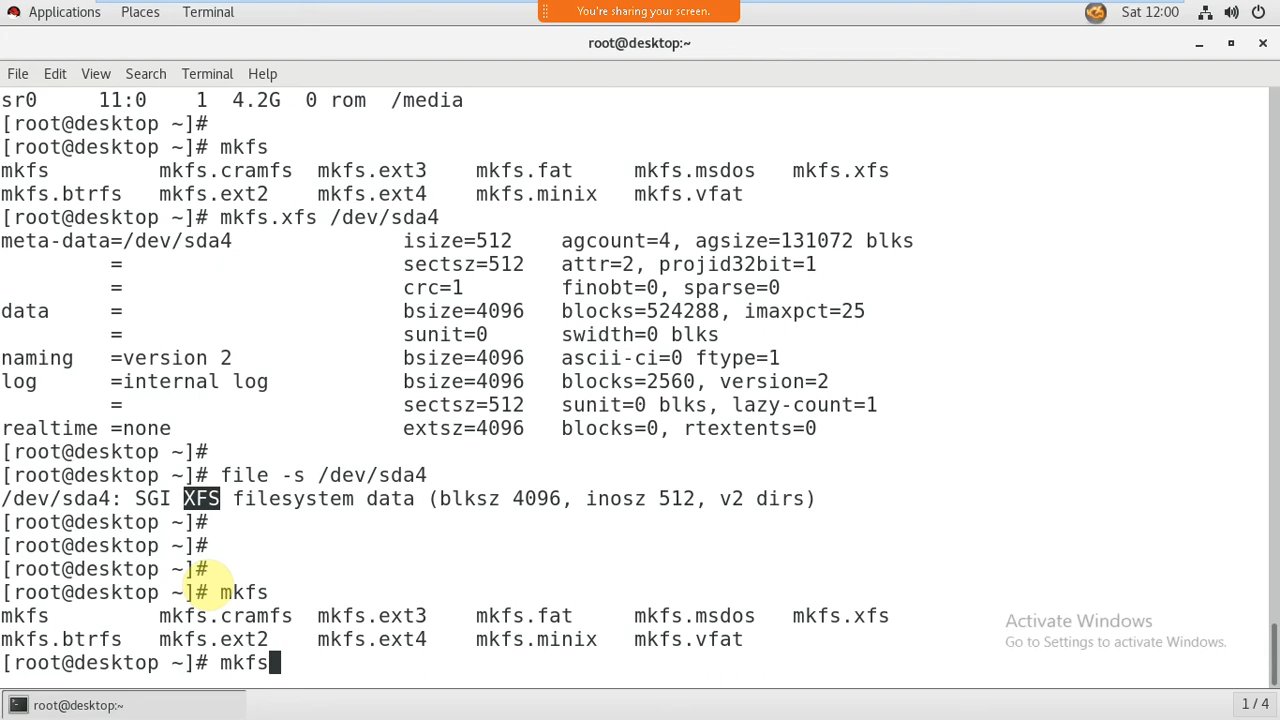 Applications Places Terminal You're sharing your screen. Sat 12:00
root@desktop:~
File Edit View Search Terminal Help
sr0 11:0 1 4.2G 0 rom /media
[root@desktop ~]#
[root@desktop ~]# mkfs
mkfs mkfs.cramfs mkfs.ext3 mkfs.fat mkfs.msdos mkfs.xfs
mkfs.btrfs mkfs.ext2 mkfs.ext4 mkfs.minix mkfs.vfat
[root@desktop ~]# mkfs.xfs /dev/sda4
meta-data=/dev/sda4 isize=512 agcount=4, agsize=131072 blks
= sectsz=512 attr=2, projid32bit=1
= crc=1 finobt=0, sparse=0
data = bsize=4096 blocks=524288, imaxpct=25
= sunit=0 swidth=0 blks
naming =version 2 bsize=4096 ascii-ci=0 ftype=1
log =internal log bsize=4096 blocks=2560, version=2
= sectsz=512 sunit=0 blks, lazy-count=1
realtime =none extsz=4096 blocks=0, rtextents=0
[root@desktop ~]#
[root@desktop ~]# file -s /dev/sda4
/dev/sda4: SGI XFS filesystem data (blksz 4096, inosz 512, v2 dirs)
[root@desktop ~]#
[root@desktop ~]#
[root@desktop ~]#
[root@desktop ~]# mkfs
mkfs mkfs.cramfs mkfs.ext3 mkfs.fat mkfs.msdos mkfs.xfs
mkfs.btrfs mkfs.ext2 mkfs.ext4 mkfs.minix mkfs.vfat
[root@desktop ~]# mkfs
Activate Windows
Go to Settings to activate Windows.
root@desktop:~ 1 / 4